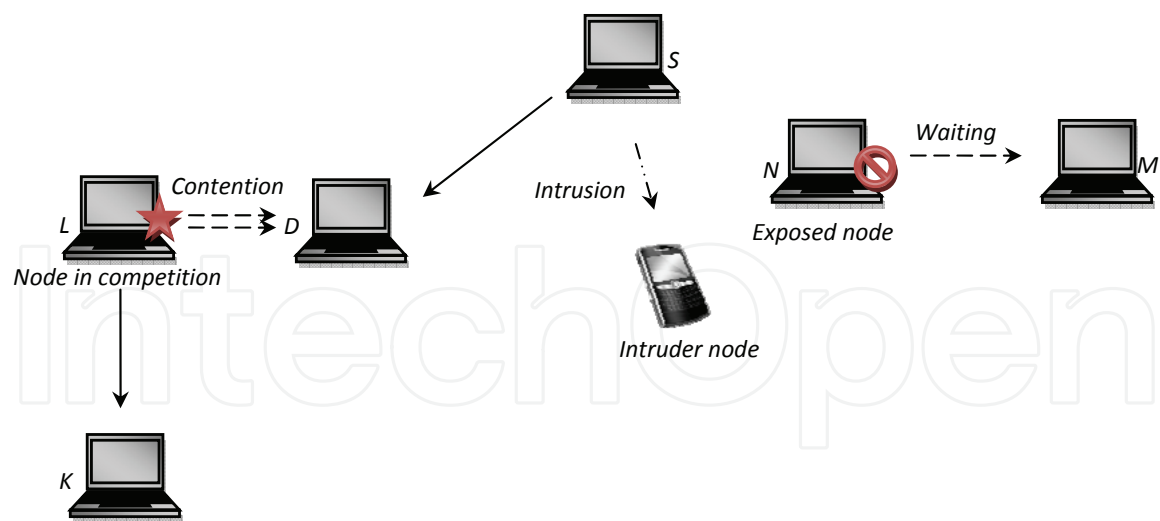 S
Waiting
N
M
Contention
Intrusion
L
D
Exposed node
Node in competition
Intruder node
IntechOpen
K